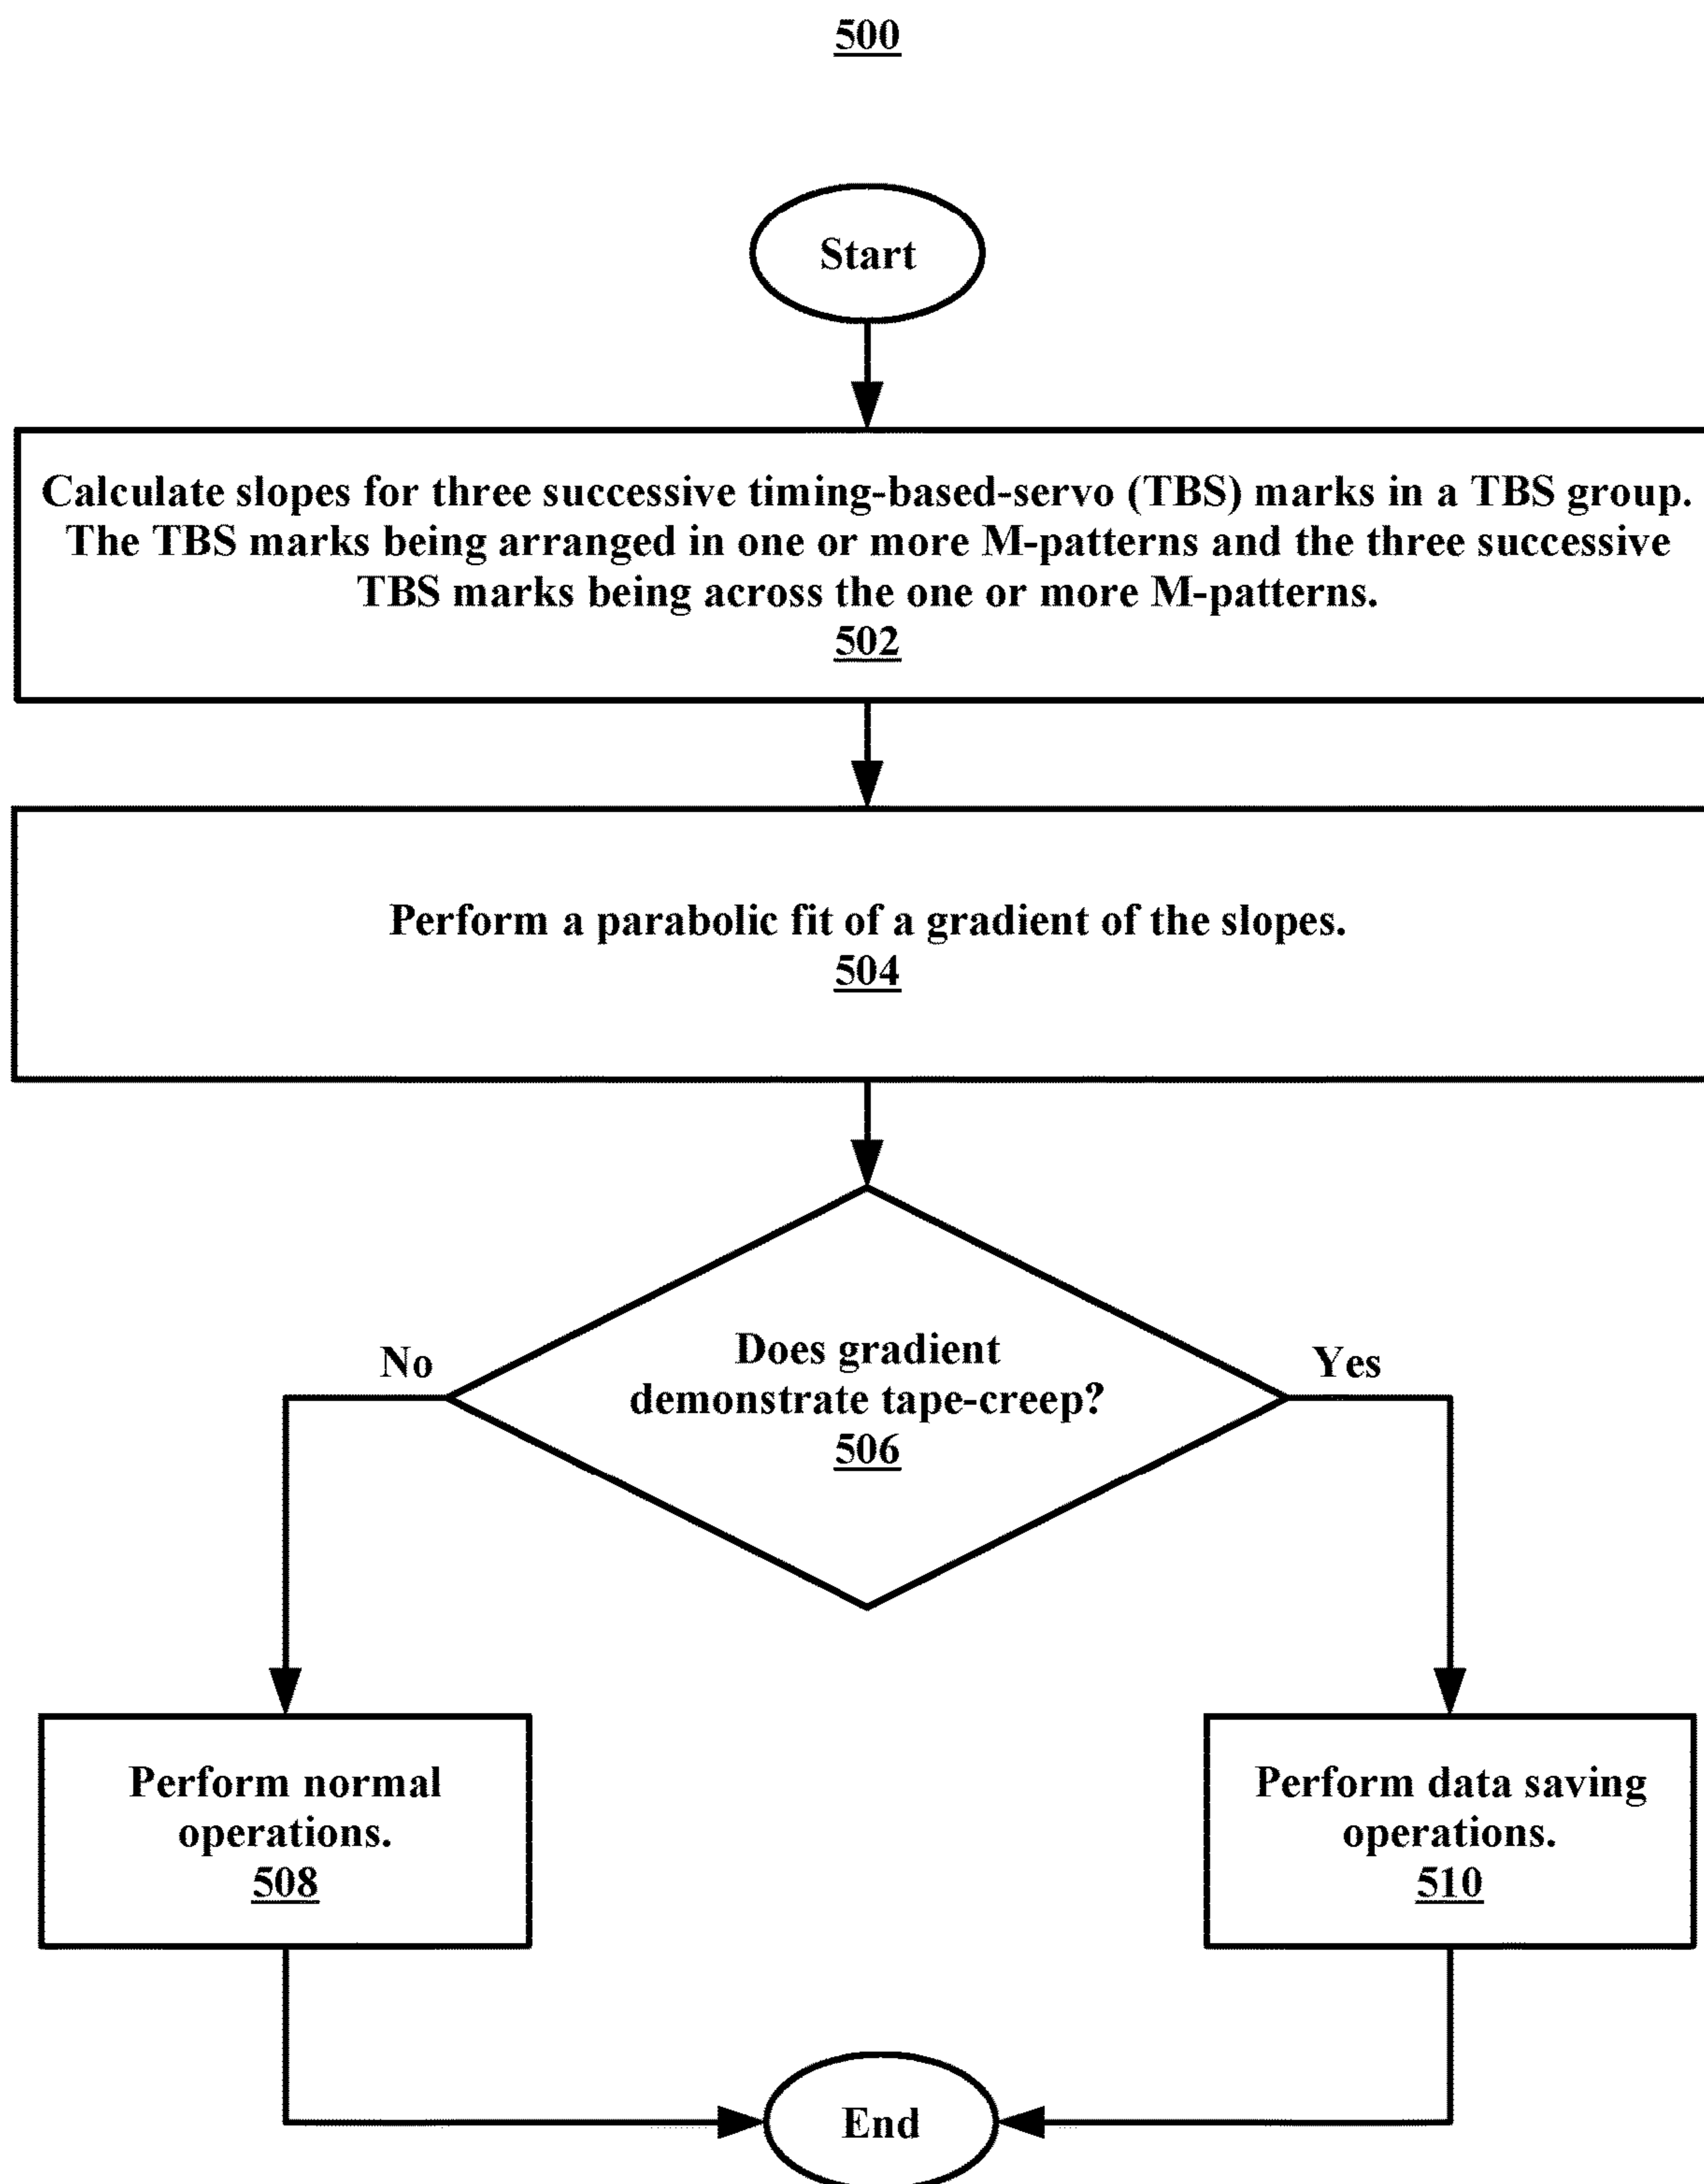 500
Start
Calculate slopes for three successive timing-based-servo (TBS) marks in a TBS group.
The TBS marks being arranged in one or more M-patterns and the three successive
TBS marks being across the one or more M-patterns.
502
Perform a parabolic fit of a gradient of the slopes.
504
No
Yes
Does gradient
demonstrate tape-creep?
506
Perform normal
operations.
508
Perform data saving
operations.
510
End